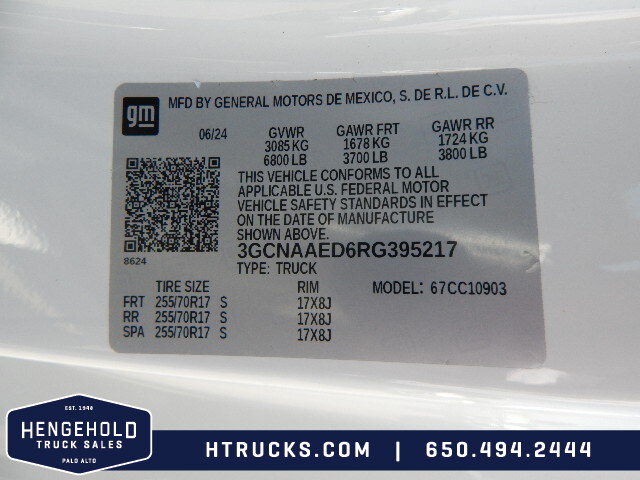 gm
MFD BY GENERAL MOTORS DE MEXICO, S. DE R.L. DE C.V.
06/24 GVWR GAWR FRT GAWR RR
3085 KG 1678 KG 1724 KG
6800 LB 3700 LB 3800 LB
THIS VEHICLE CONFORMS TO ALL
APPLICABLE U.S. FEDERAL MOTOR
VEHICLE SAFETY STANDARDS IN EFFECT
ON THE DATE OF MANUFACTURE
SHOWN ABOVE.
8624 3GCNAAED6RG395217
TYPE: TRUCK
TIRE SIZE RIM MODEL: 67CC10903
FRT 255/70R17 S 17X8J
RR 255/70R17 S 17X8J
SPA 255/70R17 S 17X8J
EST. 1940
HENGEHOLD
TRUCK SALES
PALO ALTO
HTRUCKS.COM | 650.494.2444